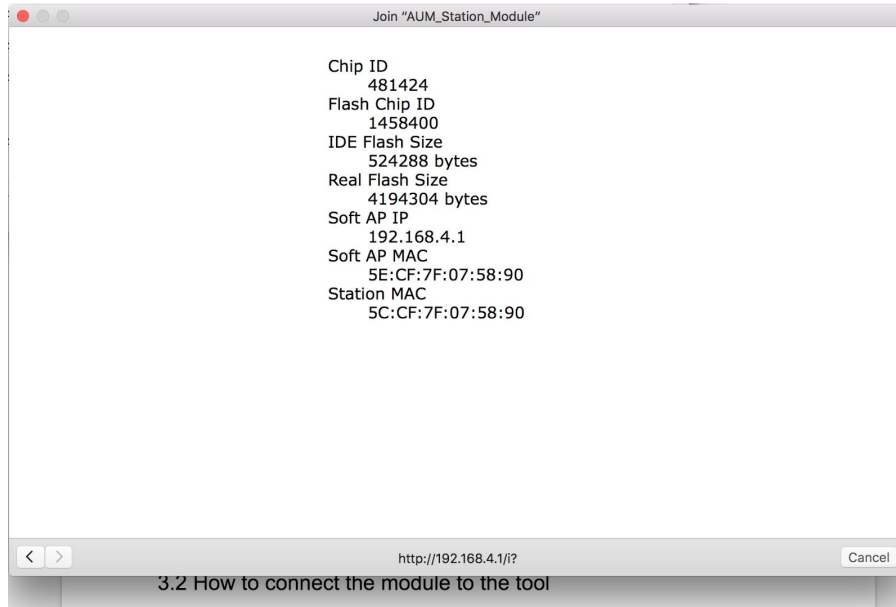 Join “AUM_Station_Module”
Chip ID
481424
Flash Chip ID
1458400
IDE Flash Size
524288 bytes
Real Flash Size
4194304 bytes
Soft AP IP
192.168.4.1
Soft AP MAC
5E:CF:7F:07:58:90
Station MAC
5C:CF:7F:07:58:90
http://192.168.4.1/i?
Cancel
3.2 How to connect the module to the tool